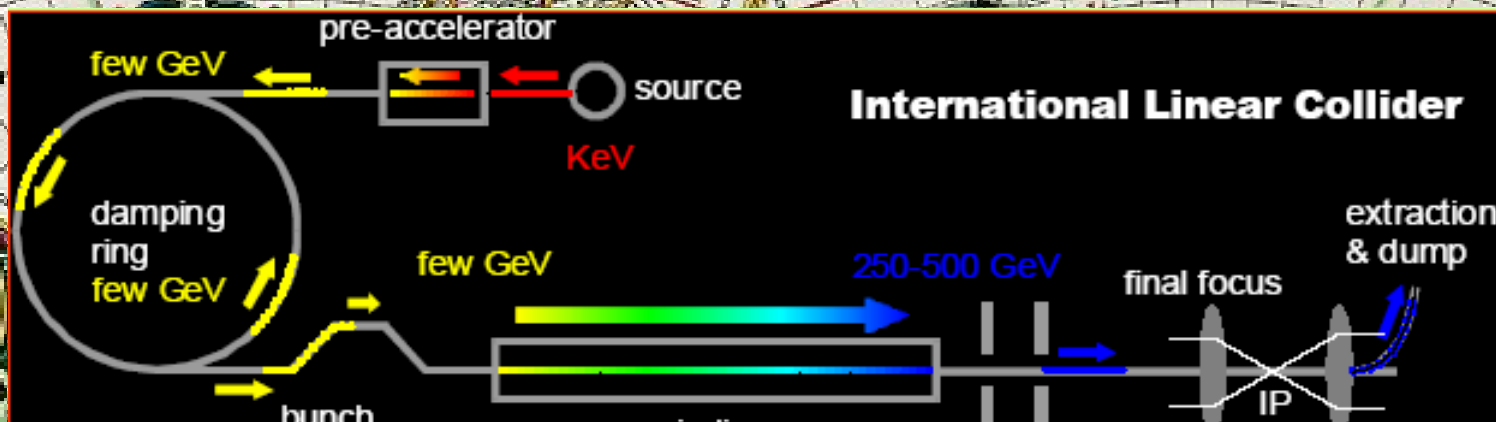 pre-accelerator
few GeV
source
International Linear Collider
KeV
damping
ring
few GeV
extraction
& dump
few GeV
250-500 GeV
final focus
IP
bunch